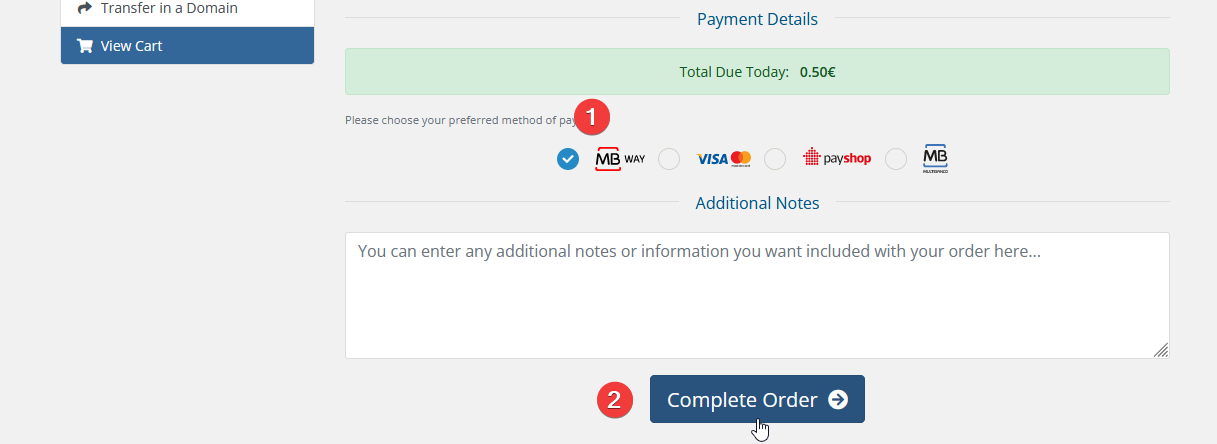 Transfer in a Domain
View Cart
Payment Details
Total Due Today: 0.50€
Please choose your preferred method of pay
1
MB WAY
VISA mastercard
payshop
MB MULTIBANCO
Additional Notes
You can enter any additional notes or information you want included with your order here...
2
Complete Order